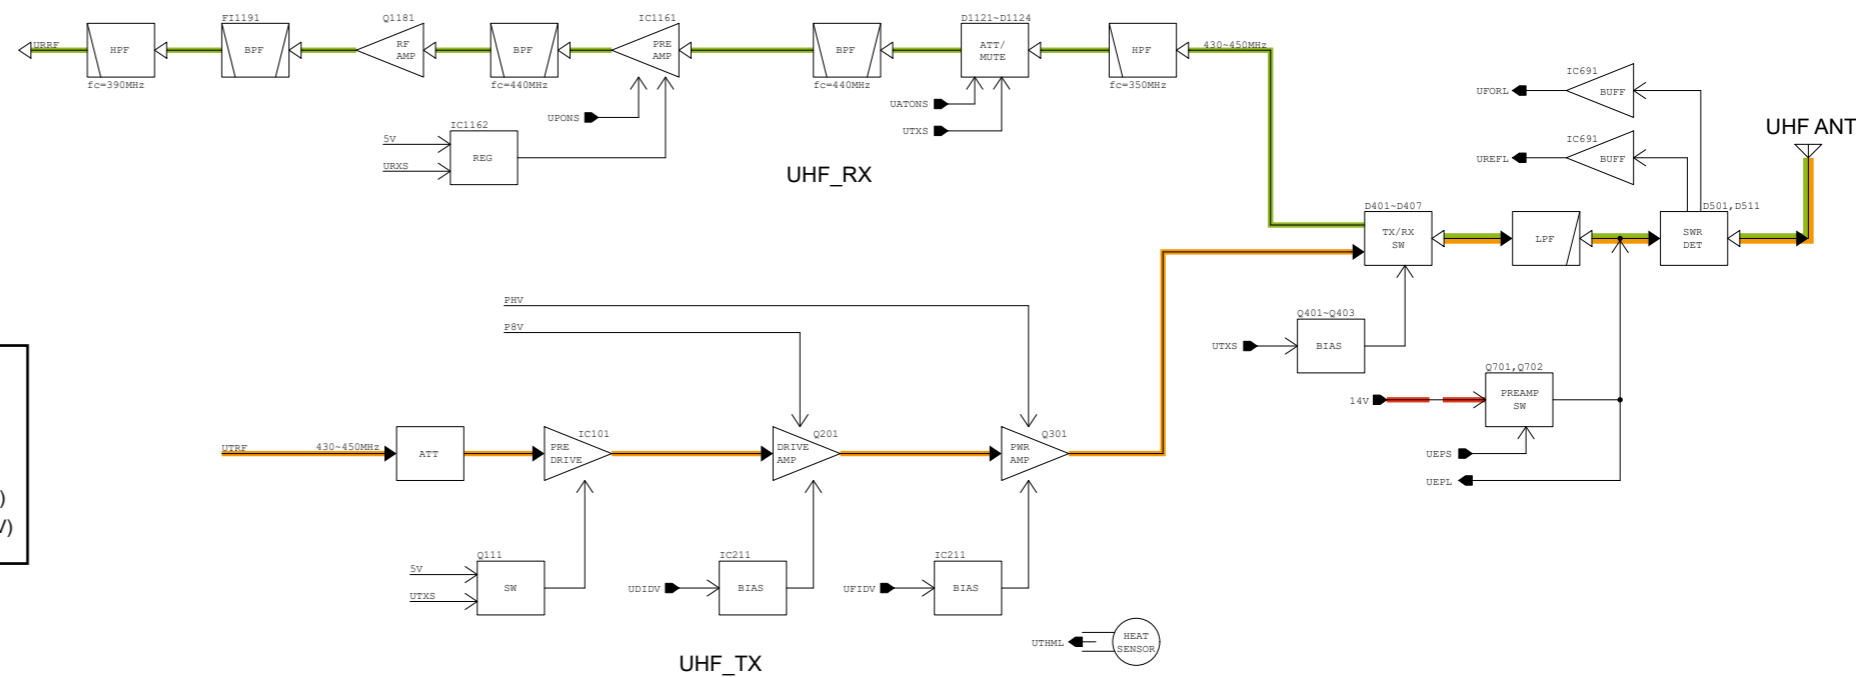 FI1191
Q1181
IC1161
D1121~D1124
URRF
HPF
BPF
RF
AMP
BPF
PRE
AMP
BPF
ATT/
MUTE
HPF
430~450MHz
fc=390MHz
fc=440MHz
fc=440MHz
fc=350MHz
UPONS
UATONS
UTXS
IC1162
5V
URXS
REG
UHF_RX
IC691
UFORL
BUFF
IC691
UREFL
BUFF
UHF ANT
D401~D407
TX/RX
SW
LPF
D501,D511
SWR
DET
Q401~Q403
UTXS
BIAS
Q701,Q702
14V
PREAMP
SW
UEPS
UEPL
PHV
P8V
UTRF
430~450MHz
ATT
IC101
PRE
DRIVE
Q201
DRIVE
AMP
Q301
PWR
AMP
Q111
5V
UTXS
SW
IC211
UDIDV
BIAS
IC211
UFIDV
BIAS
UTHML
HEAT
SENSOR
UHF_TX
)
V)